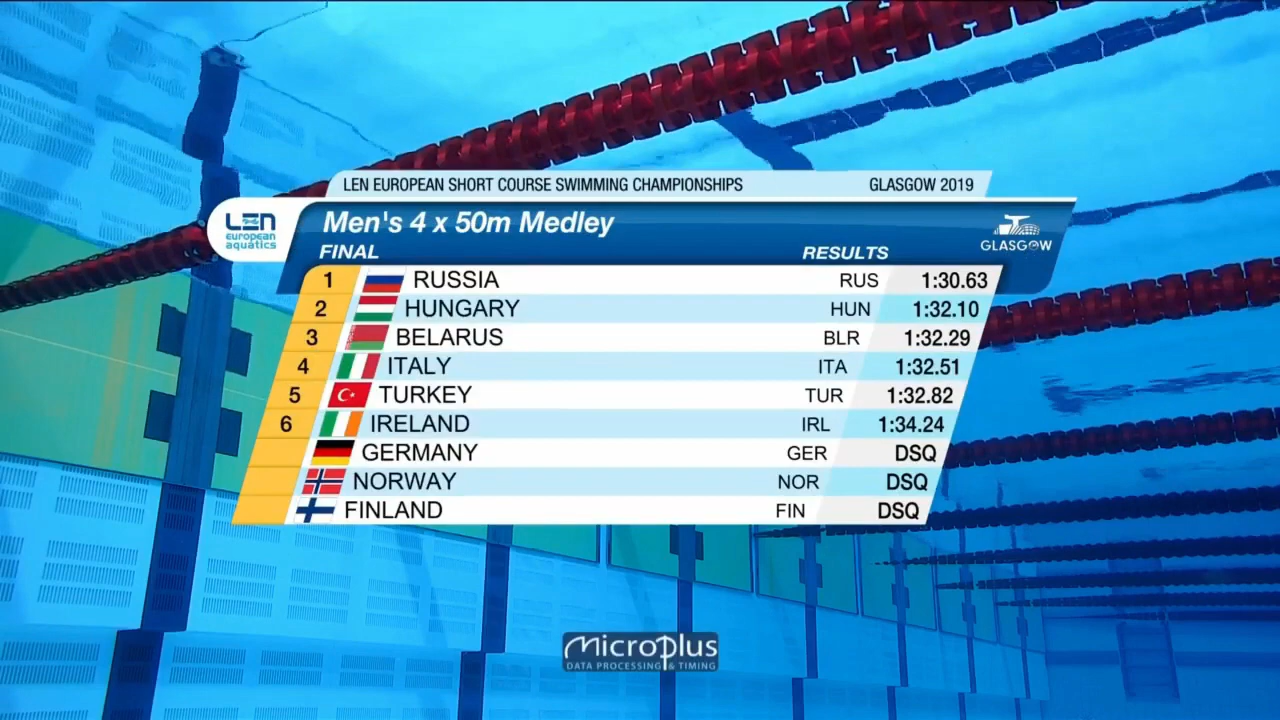 LEN EUROPEAN SHORT COURSE SWIMMING CHAMPIONSHIPS GLASGOW 2019
LEN
european
aquatics
Men's 4 x 50m Medley
FINAL RESULTS
GLASGOW
1 RUSSIA RUS 1:30.63
2 HUNGARY HUN 1:32.10
3 BELARUS BLR 1:32.29
4 ITALY ITA 1:32.51
5 TURKEY TUR 1:32.82
6 IRELAND IRL 1:34.24
GERMANY GER DSQ
NORWAY NOR DSQ
FINLAND FIN DSQ
MicroPlus
DATA PROCESSING & TIMING